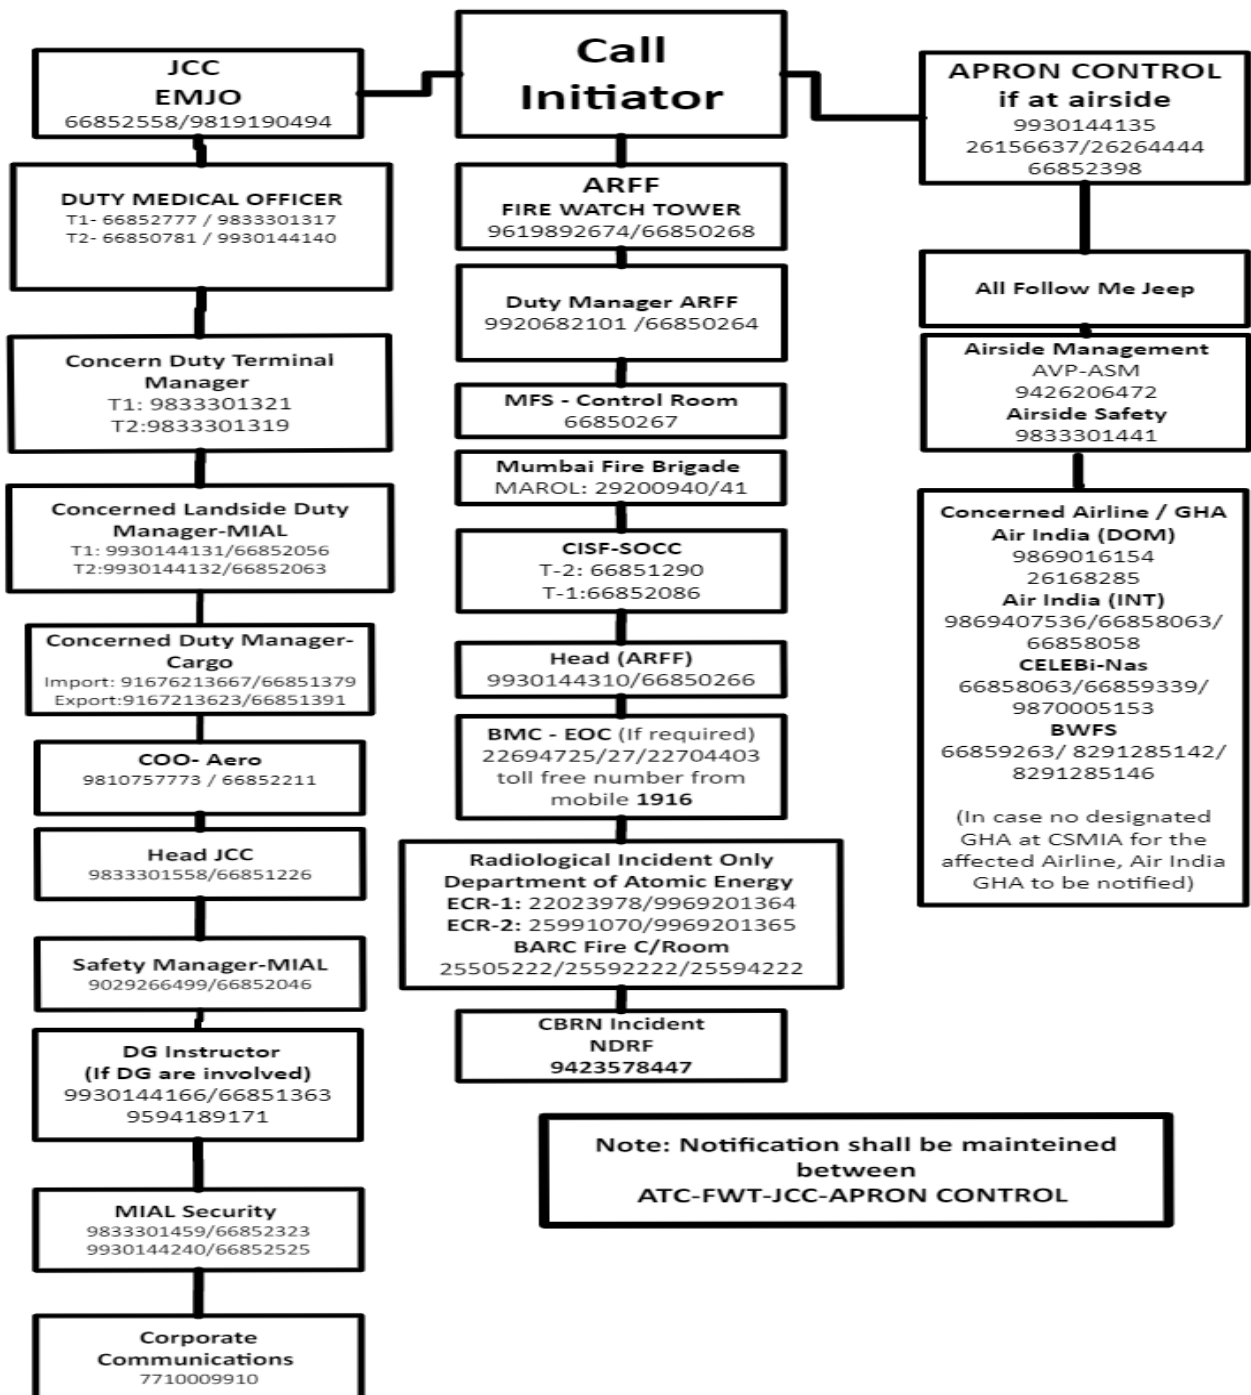 Call
Initiator
JCC
EMJO
66852558/9819190494
DUTY MEDICAL OFFICER
T1- 66852777 / 9833301317
T2- 66850781 / 9930144140
Concern Duty Terminal
Manager
T1: 9833301321
T2:9833301319
Concerned Landside Duty
Manager-MIAL
T1: 9930144131/66852056
T2:9930144132/66852063
Concerned Duty Manager-
Cargo
Import: 91676213667/66851379
Export:9167213623/66851391
COO- Aero
9810757773 / 66852211
Head JCC
9833301558/66851226
Safety Manager-MIAL
9029266499/66852046
DG Instructor
(If DG are involved)
9930144166/66851363
9594189171
MIAL Security
9833301459/66852323
9930144240/66852525
Corporate
Communications
7710009910
ARFF
FIRE WATCH TOWER
9619892674/66850268
Duty Manager ARFF
9920682101 /66850264
MFS - Control Room
66850267
Mumbai Fire Brigade
MAROL: 29200940/41
CISF-SOCC
T-2: 66851290
T-1:66852086
Head (ARFF)
9930144310/66850266
BMC - EOC (If required)
22694725/27/22704403
toll free number from
mobile 1916
Radiological Incident Only
Department of Atomic Energy
ECR-1: 22023978/9969201364
ECR-2: 25991070/9969201365
BARC Fire C/Room
25505222/25592222/25594222
CBRN Incident
NDRF
9423578447
APRON CONTROL
if at airside
9930144135
26156637/26264444
66852398
All Follow Me Jeep
Airside Management
AVP-ASM
9426206472
Airside Safety
9833301441
Concerned Airline / GHA
Air India (DOM)
9869016154
26168285
Air India (INT)
9869407536/66858063/
66858058
CELEBi-Nas
66858063/66859339/
9870005153
BWFS
66859263/ 8291285142/
8291285146
(In case no designated
GHA at CSMIA for the
affected Airline, Air India
GHA to be notified)
Note: Notification shall be mainteined
between
ATC-FWT-JCC-APRON CONTROL